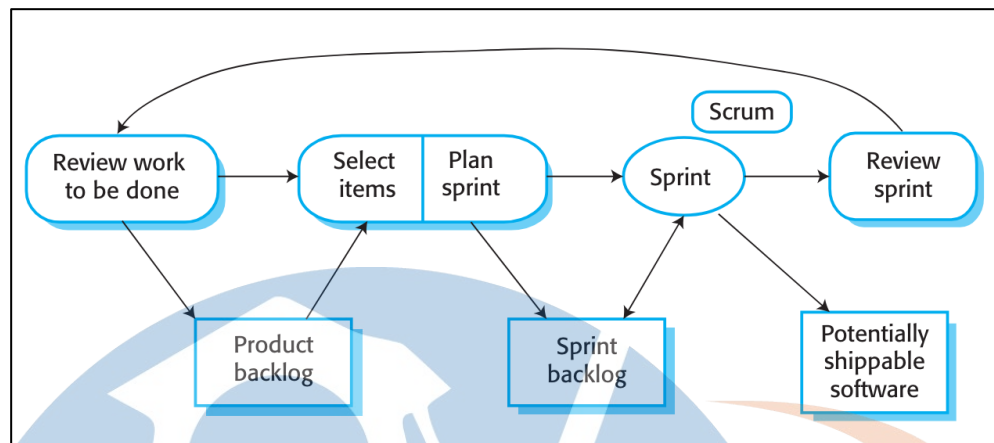 Scrum
Review work
to be done
Select
items
Plan
sprint
Sprint
Review
sprint
Product
backlog
Sprint
backlog
Potentially
shippable
software